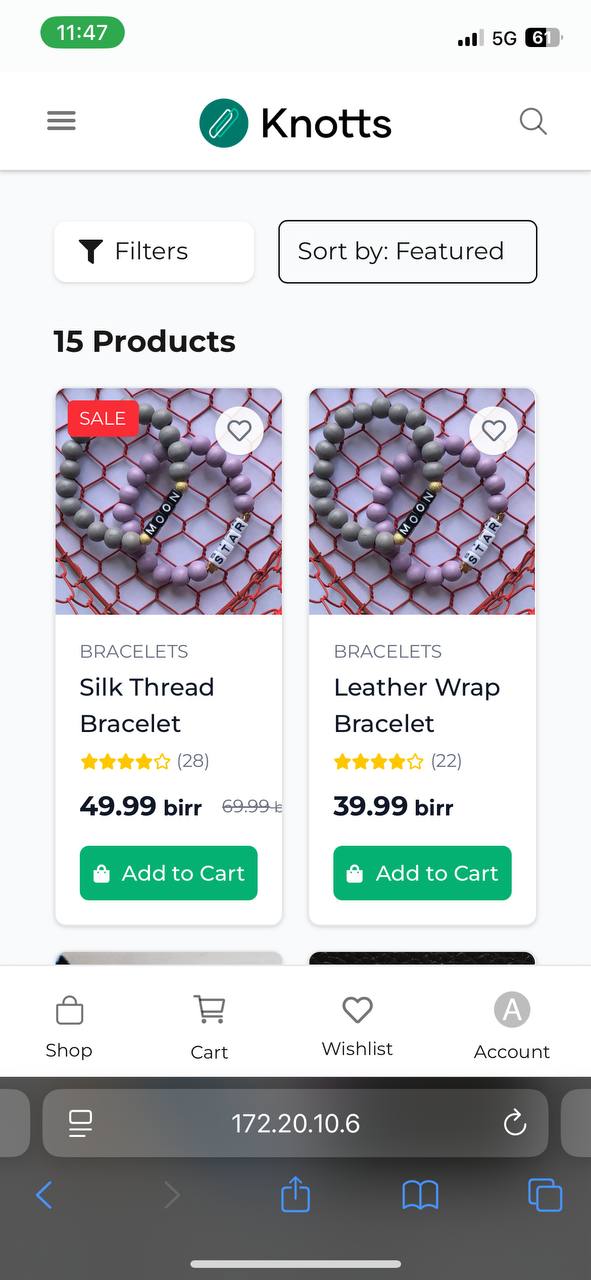 11:47
5G 61
Knotts
Filters
Sort by: Featured
15 Products
SALE
MOON
STAR
MOON
STAR
BRACELETS
Silk Thread
Bracelet
(28)
49.99 birr 69.99 b
Add to Cart
BRACELETS
Leather Wrap
Bracelet
(22)
39.99 birr
Add to Cart
Shop
Cart
Wishlist
A
Account
172.20.10.6